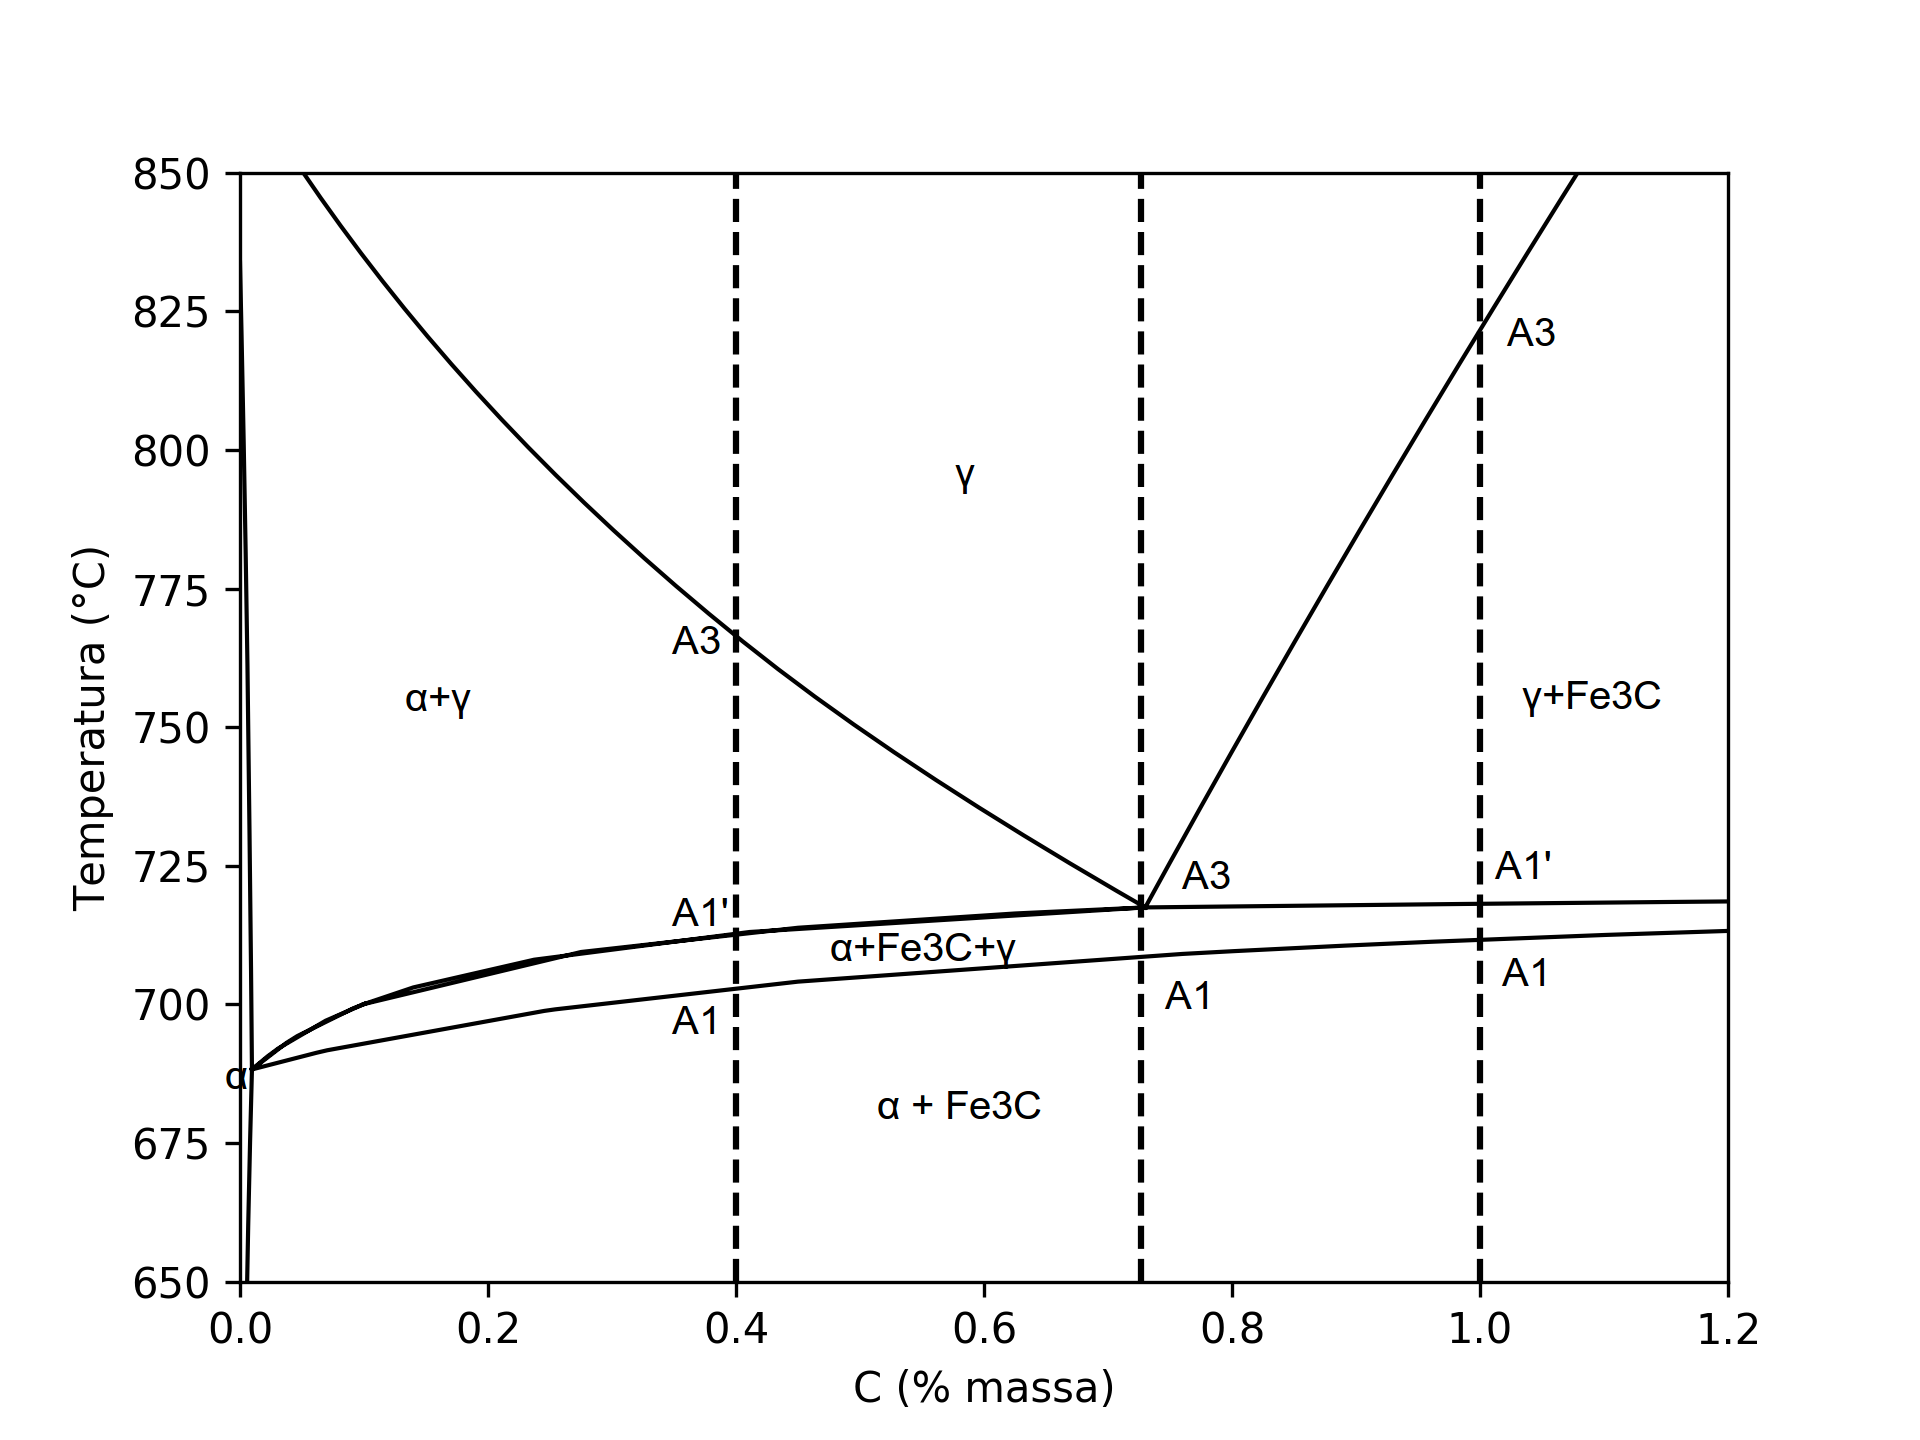 850
825
A3
800
γ
775
A3
α+γ
γ+Fe3C
750
Temperatura (°C)
725
A3
A1'
A1'
α+Fe3C+γ
700
A1
A1
A1
α
α + Fe3C
675
650
0.0 0.2 0.4 0.6 0.8 1.0 1.2
C (% massa)